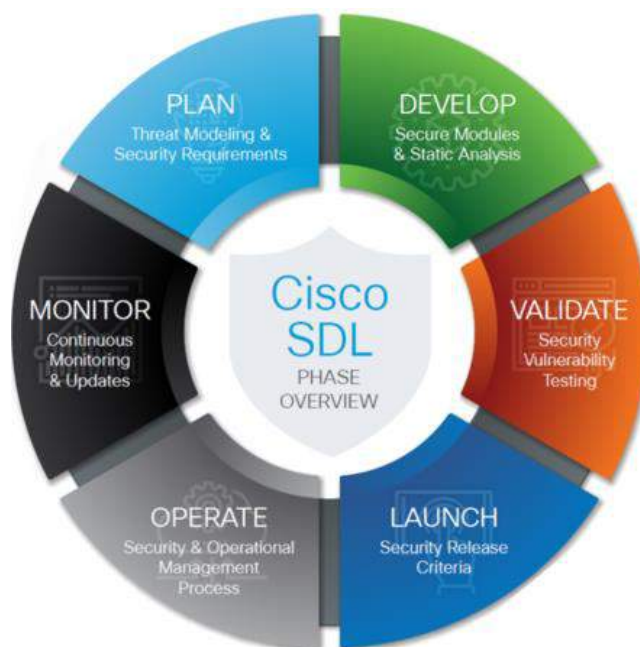 PLAN
Threat Modeling &
Security Requirements
DEVELOP
Secure Modules
& Static Analysis
VALIDATE
Security
Vulnerability
Testing
LAUNCH
Security Release
Criteria
OPERATE
Security & Operational
Management
Process
MONITOR
Continuous
Monitoring
& Updates
Cisco
SDL
PHASE
OVERVIEW